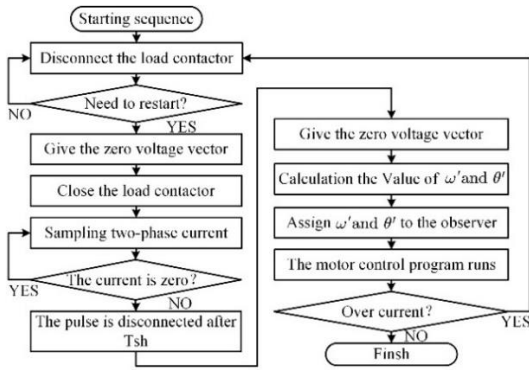 Starting sequence
Disconnect the load contactor
Need to restart?
NO
YES
Give the zero voltage vector
Close the load contactor
Sampling two-phase current
The current is zero?
YES
NO
The pulse is disconnected after
Tsh
Give the zero voltage vector
Calculation the Value of ω′and θ′
Assign ω′and θ′ to the observer
The motor control program runs
Over current?
YES
NO
Finsh